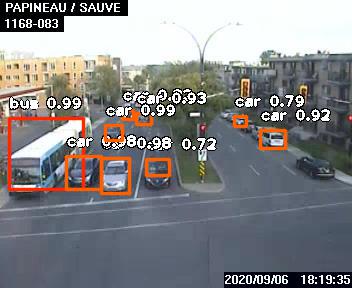 PAPINEAU / SAUVE
1168-083
bus 0.99
car 0.93
car 0.99
car 0.79
car 0.92
car 0.98
0.98
0.72
2020/09/06 18:19:35